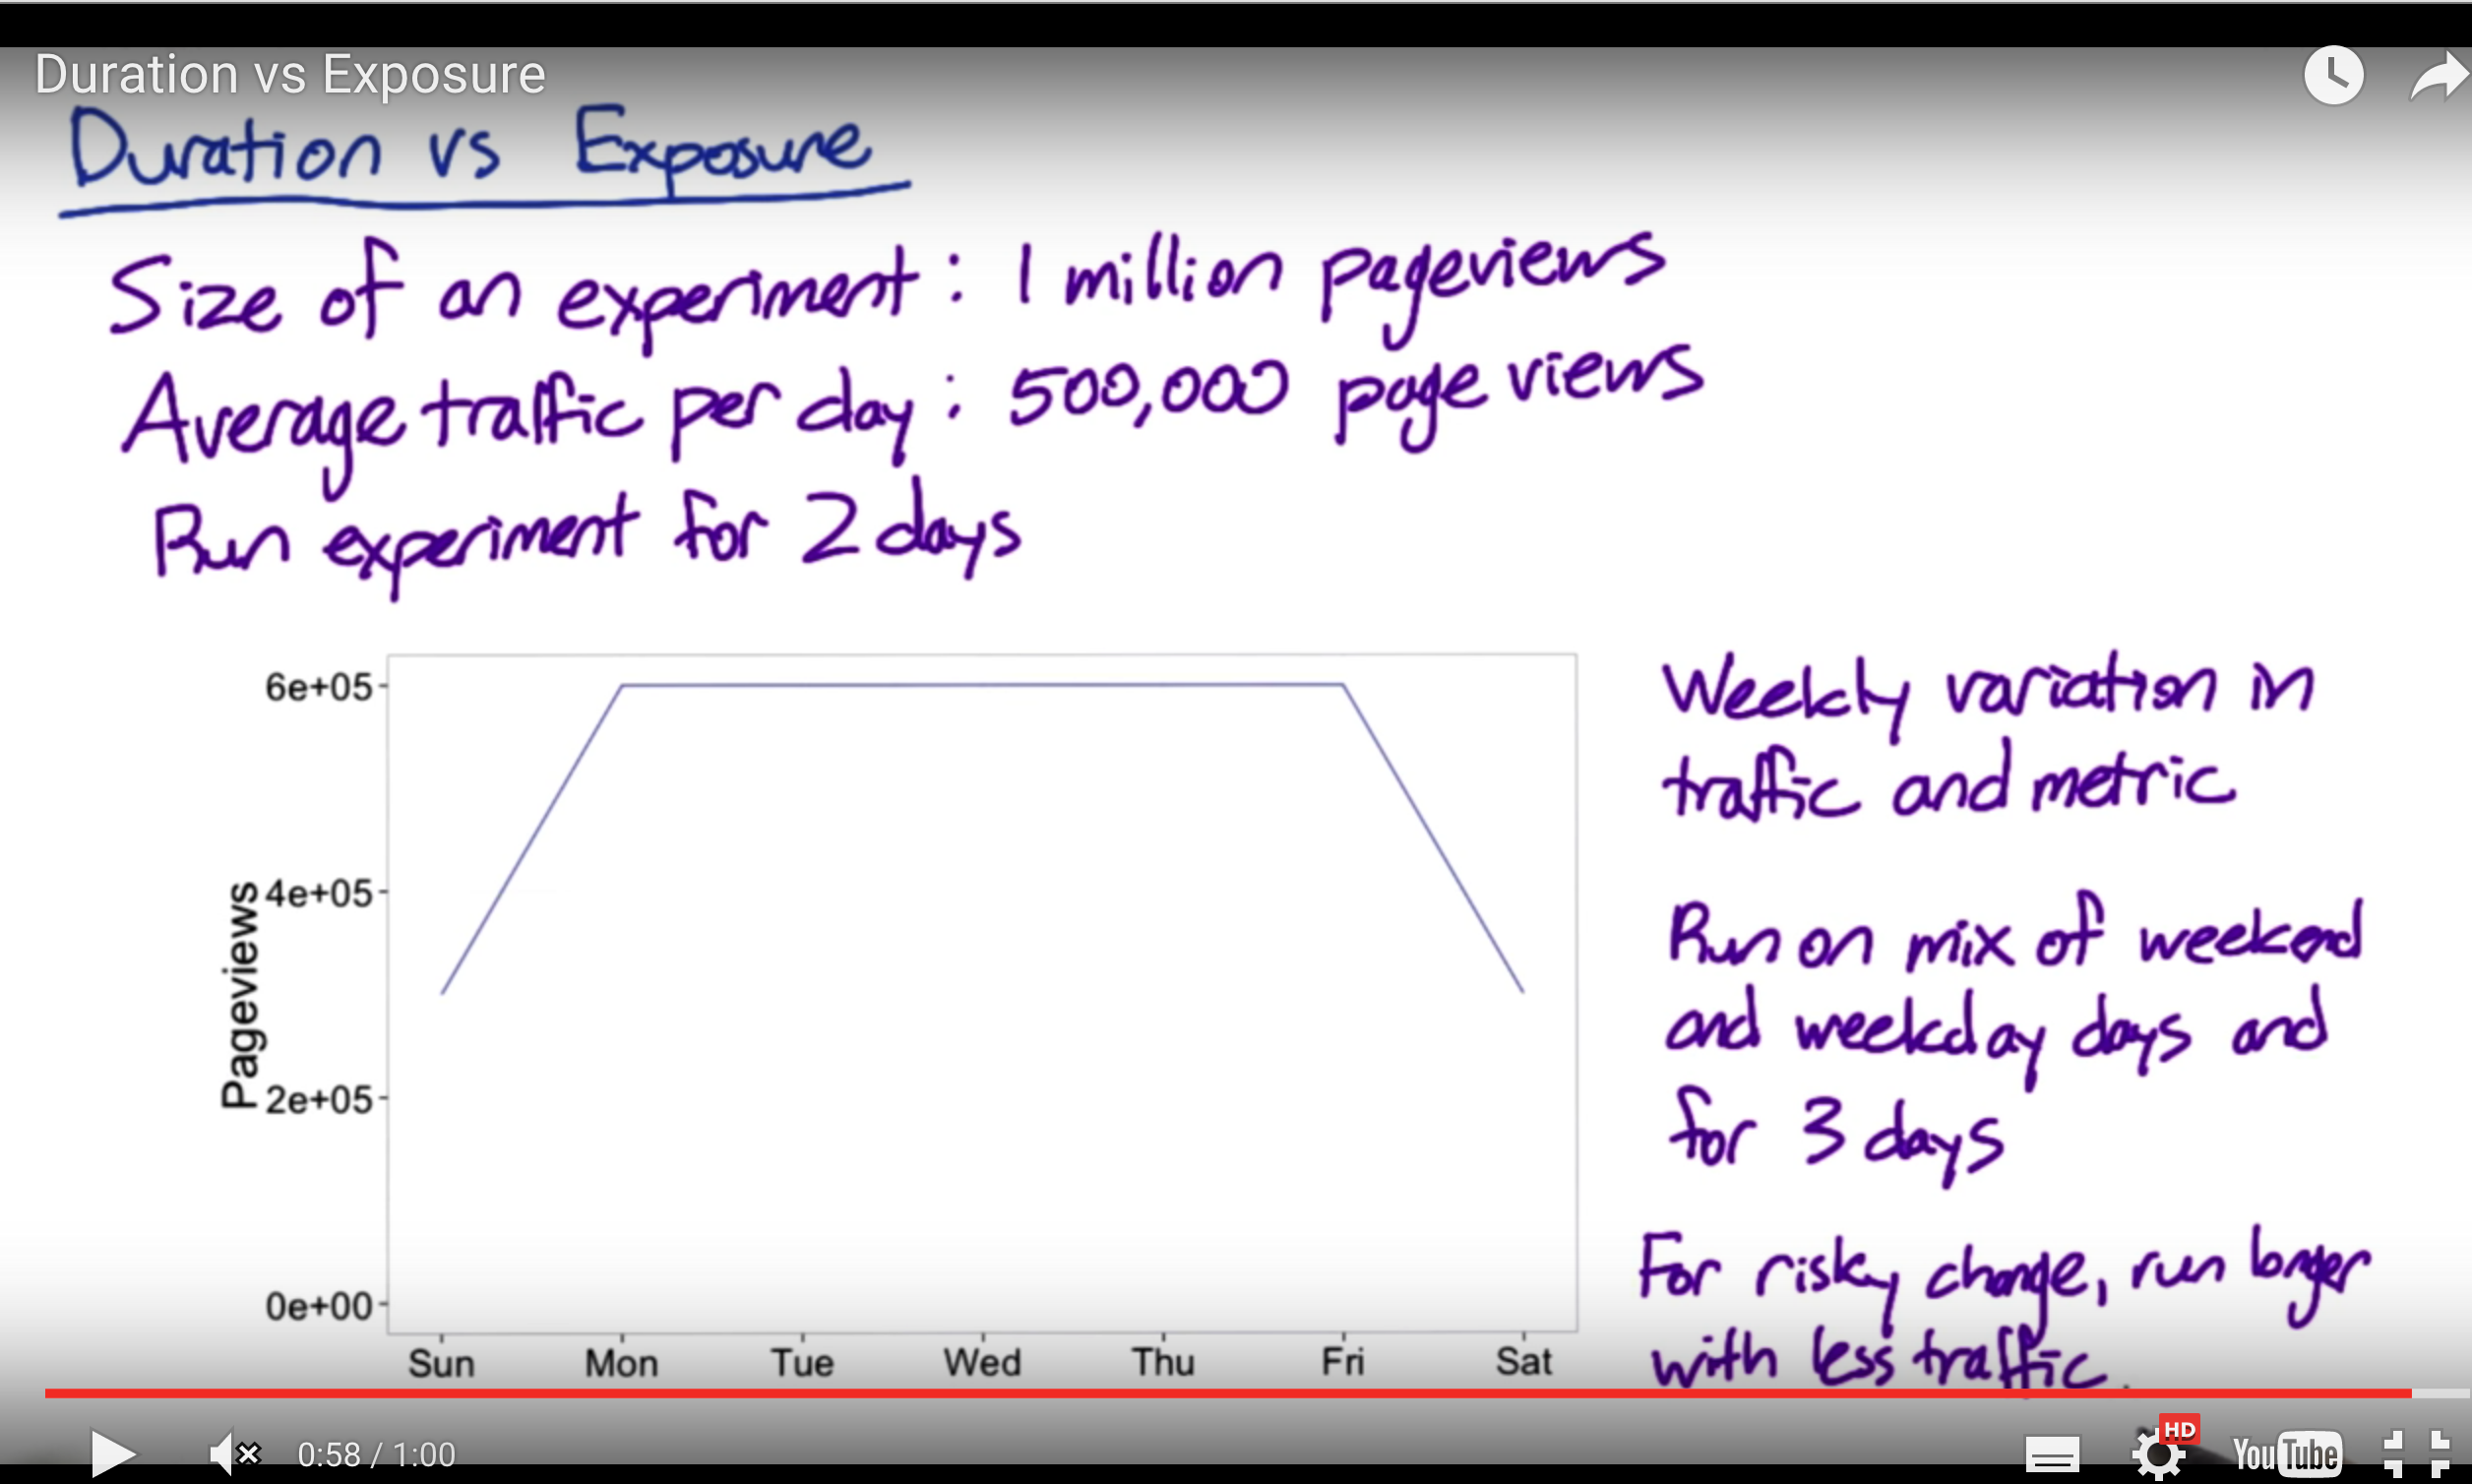 Duration vs Exposure
Duration vs Exposure
Size of an experiment: 1 million pageviews
Average traffic per day: 500,000 page views
Run experiment for 2 days
6e+05
4e+05
2e+05
0e+00
Pageviews
Sun Mon Tue Wed Thu Fri Sat
Weekly variation in
traffic and metric
Run on mix of weekend
and weekday days and
for 3 days
For risky change, run longer
with less traffic.
0:58 / 1:00
HD
YouTube